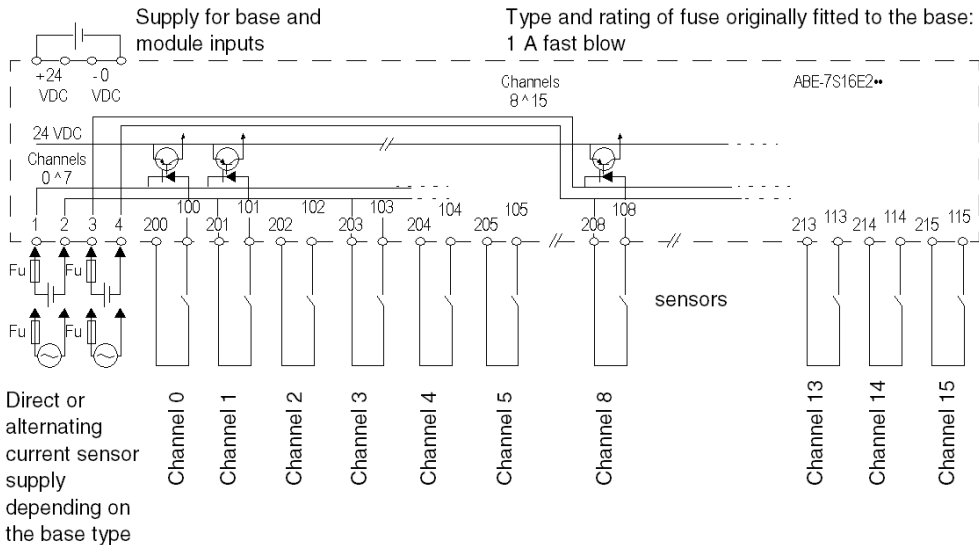 Supply for base and
module inputs
Type and rating of fuse originally fitted to the base:
1 A fast blow
+24
VDC
-0
VDC
Channels
8^15
ABE-7S16E2••
24 VDC
Channels
0^7
1
2
3
4
200
100
201
101
202
102
203
103
204
104
205
105
208
108
213
113
214
114
215
115
Fu
Fu
sensors
Fu
Fu
Direct or
alternating
current sensor
supply
depending on
the base type
Channel 0
Channel 1
Channel 2
Channel 3
Channel 4
Channel 5
Channel 8
Channel 13
Channel 14
Channel 15